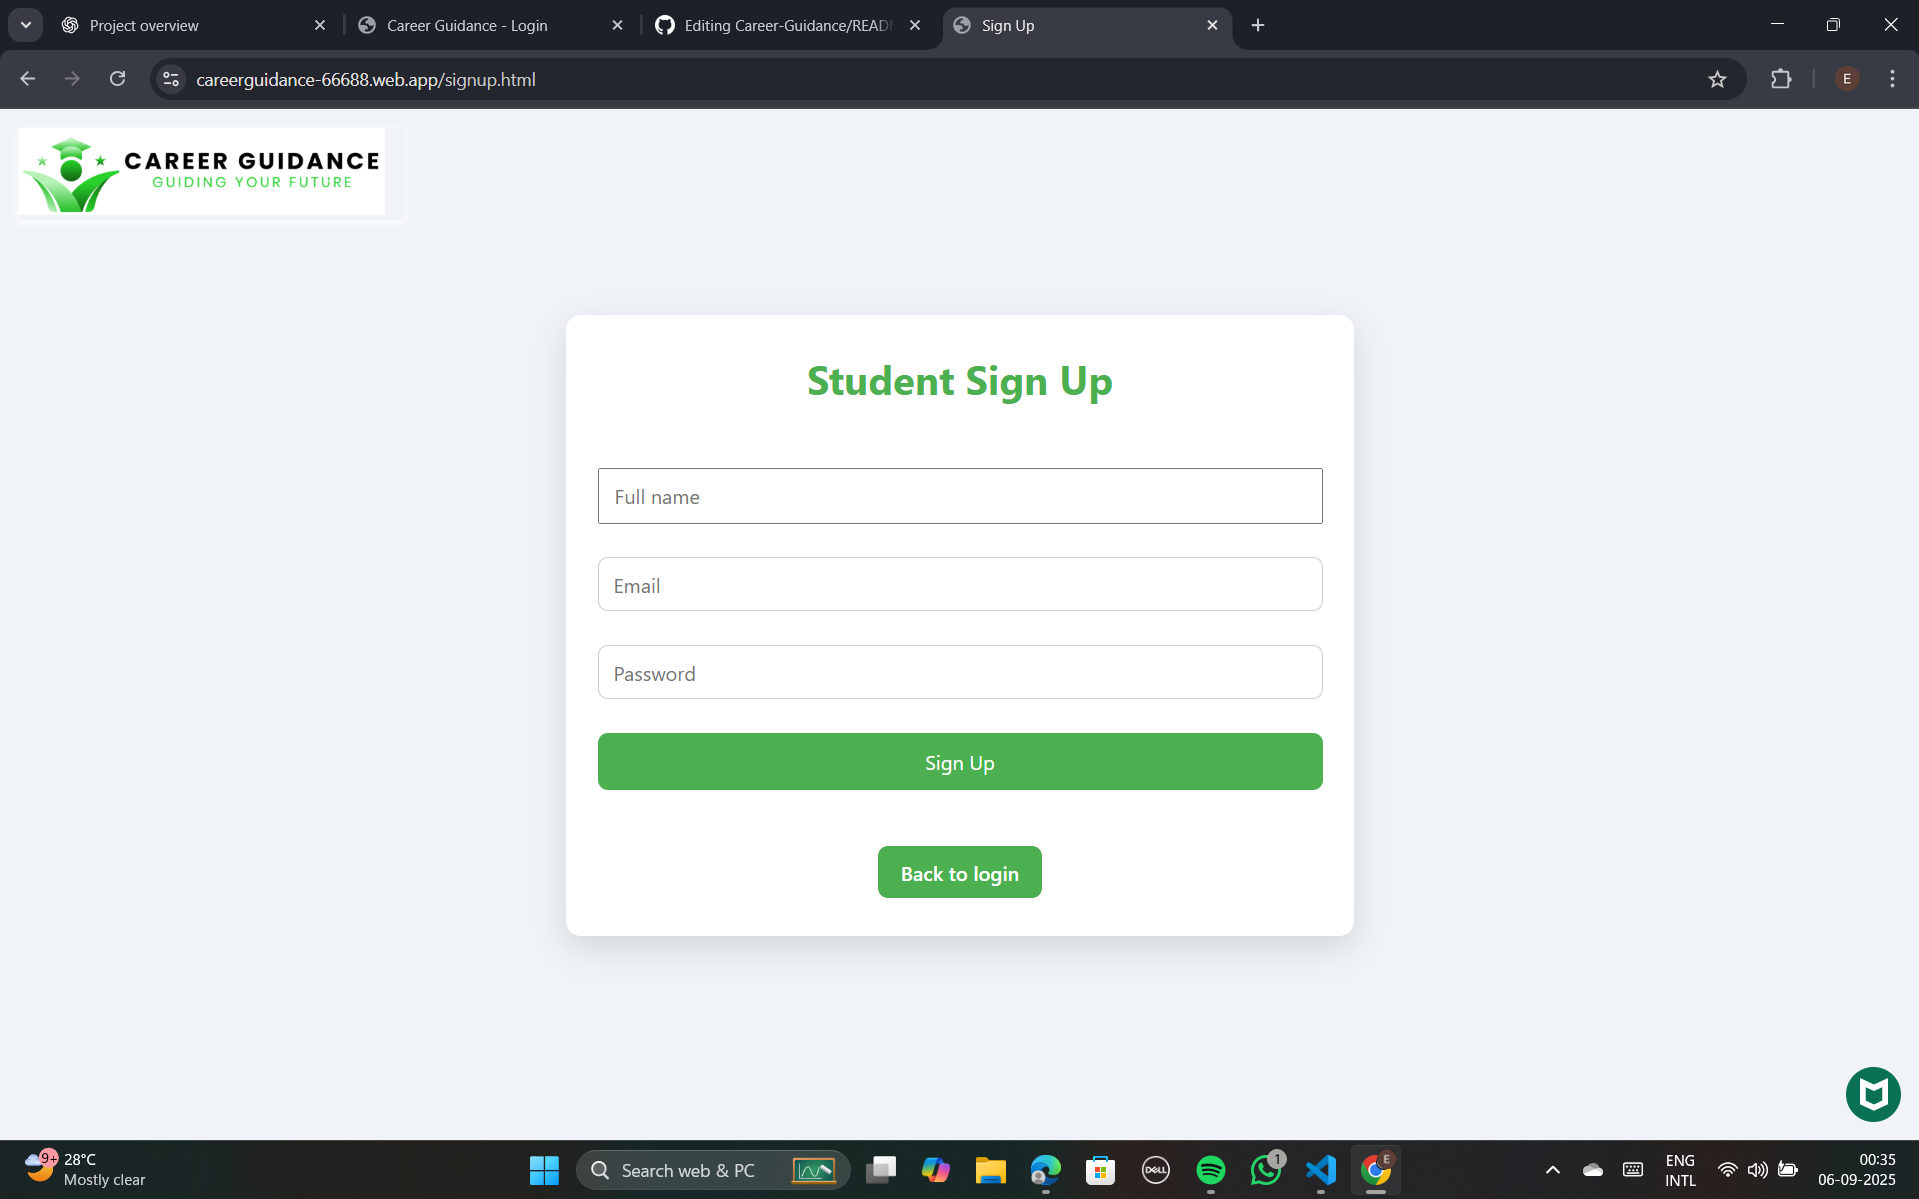 Project overview
Career Guidance - Login
Editing Career-Guidance/READ
Sign Up
careerguidance-66688.web.app/signup.html
E
CAREER GUIDANCE
GUIDING YOUR FUTURE
Student Sign Up
Full name
Email
Password
Sign Up
Back to login
9+
28°C
Mostly clear
Search web & PC
DELL
1
E
ENG
INTL
00:35
06-09-2025